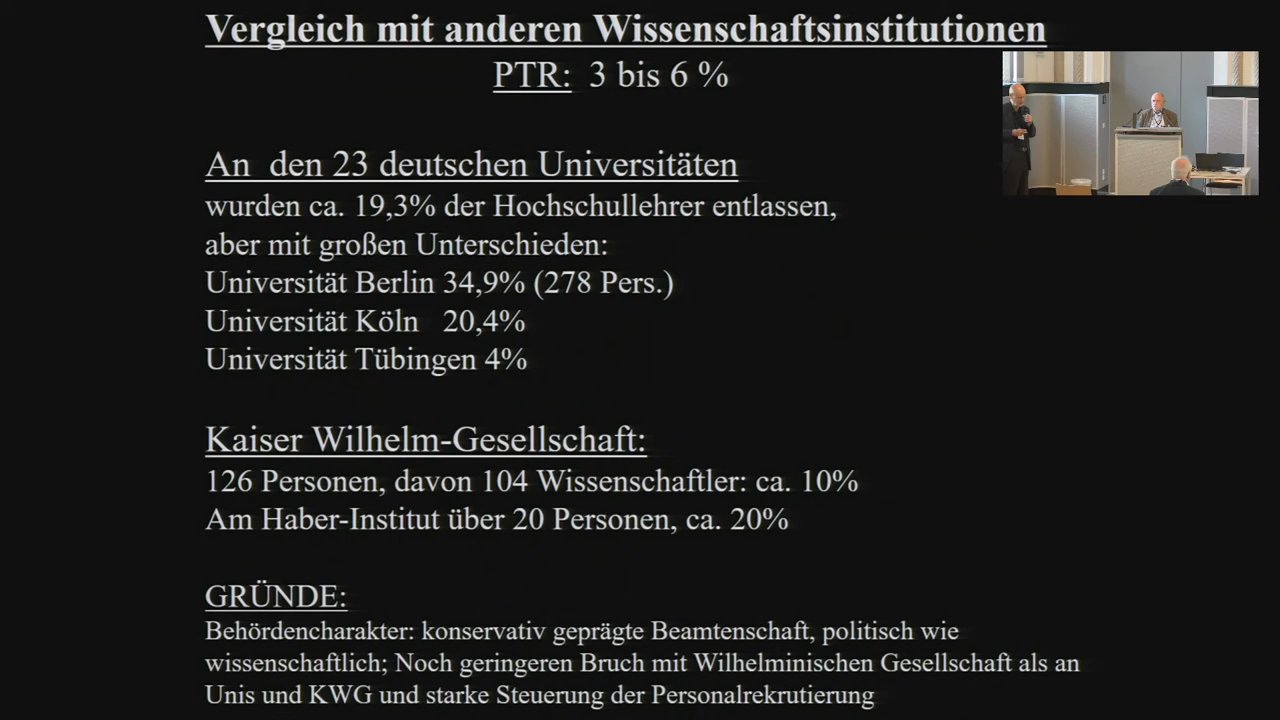 Vergleich mit anderen Wissenschaftsinstitutionen
PTR: 3 bis 6 %
An den 23 deutschen Universitäten
wurden ca. 19,3% der Hochschullehrer entlassen,
aber mit großen Unterschieden:
Universität Berlin 34,9% (278 Pers.)
Universität Köln 20,4%
Universität Tübingen 4%
Kaiser Wilhelm-Gesellschaft:
126 Personen, davon 104 Wissenschaftler: ca. 10%
Am Haber-Institut über 20 Personen, ca. 20%
GRÜNDE:
Behördencharakter: konservativ geprägte Beamtenschaft, politisch wie
wissenschaftlich; Noch geringeren Bruch mit Wilhelminischen Gesellschaft als an
Unis und KWG und starke Steuerung der Personalrekrutierung